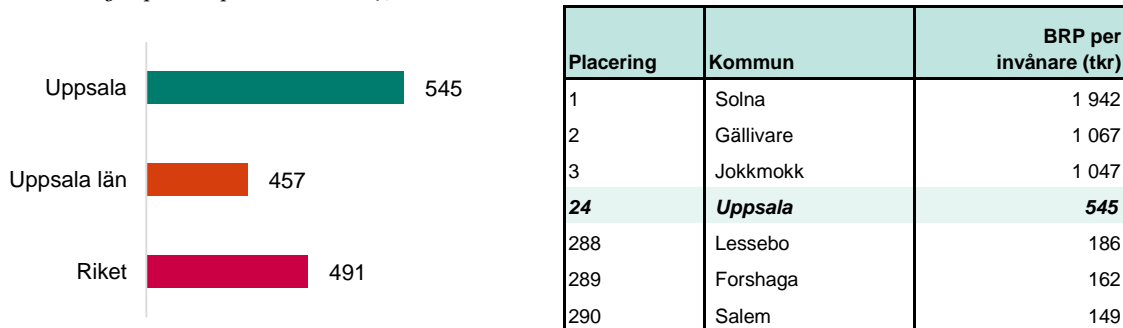 Uppsala 545
Uppsala län 457
Riket 491
Placering Kommun BRP per invånare (tkr)
1 Solna 1 942
2 Gällivare 1 067
3 Jokkmokk 1 047
24 Uppsala 545
288 Lessebo 186
289 Forshaga 162
290 Salem 149